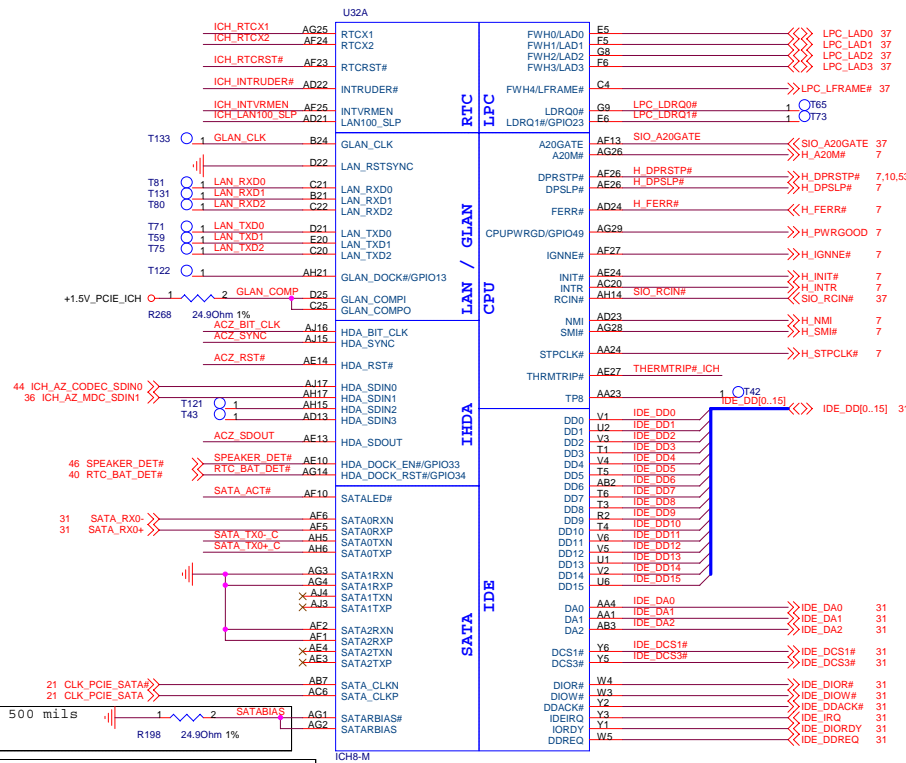 U32A
ICH_RTCX1 AG25 RTCX1
ICH_RTCX2 AF24 RTCX2
ICH_RTCRST# AF23 RTCRST#
ICH_INTRUDER# AD22 INTRUDER#
ICH_INTVRMEN AF25 INTVRMEN
ICH_LAN100_SLP AD21 LAN100_SLP
RTC
T133 1 GLAN_CLK B24 GLAN_CLK
D22 LAN_RSTSYNC
T81 1 LAN_RXD0 C21 LAN_RXD0
T131 1 LAN_RXD1 B21 LAN_RXD1
T80 1 LAN_RXD2 C22 LAN_RXD2
T71 1 LAN_TXD0 D21 LAN_TXD0
T59 1 LAN_TXD1 E20 LAN_TXD1
T75 1 LAN_TXD2 C20 LAN_TXD2
T122 1 AH21 GLAN_DOCK#/GPIO13
+1.5V_PCIE_ICH 1 2 GLAN_COMP D25 GLAN_COMPI
C25 GLAN_COMPO
R268 24.9Ohm 1%
LAN / GLAN
ACZ_BIT_CLK AJ16 HDA_BIT_CLK
ACZ_SYNC AJ15 HDA_SYNC
ACZ_RST# AE14 HDA_RST#
44 ICH_AZ_CODEC_SDIN0 AJ17 HDA_SDIN0
36 ICH_AZ_MDC_SDIN1 AH17 HDA_SDIN1
T121 1 AH15 HDA_SDIN2
T43 1 AD13 HDA_SDIN3
ACZ_SDOUT AE13 HDA_SDOUT
46 SPEAKER_DET# SPEAKER_DET# AE10 HDA_DOCK_EN#/GPIO33
40 RTC_BAT_DET# RTC_BAT_DET# AG14 HDA_DOCK_RST#/GPIO34
IHDA
SATA_ACT# AF10 SATALED#
31 SATA_RX0- AF6 SATA0RXN
31 SATA_RX0+ AF5 SATA0RXP
SATA_TX0-_C AH5 SATA0TXN
SATA_TX0+_C AH6 SATA0TXP
AG3 SATA1RXN
AG4 SATA1RXP
AJ4 SATA1TXN
AJ3 SATA1TXP
AF2 SATA2RXN
AF1 SATA2RXP
AE4 SATA2TXN
AE3 SATA2TXP
21 CLK_PCIE_SATA# AB7 SATA_CLKN
21 CLK_PCIE_SATA AC6 SATA_CLKP
500 mils 1 2 SATABIAS AG1 SATARBIAS#
AG2 SATARBIAS
R198 24.9Ohm 1%
SATA
ICH8-M
LPC
FWH0/LAD0 E5 LPC_LAD0 37
FWH1/LAD1 F5 LPC_LAD1 37
FWH2/LAD2 G8 LPC_LAD2 37
FWH3/LAD3 F6 LPC_LAD3 37
FWH4/LFRAME# C4 LPC_LFRAME# 37
LDRQ0# G9 LPC_LDRQ0# 1 T65
LDRQ1#/GPIO23 E6 LPC_LDRQ1# 1 T73
CPU
A20GATE AF13 SIO_A20GATE SIO_A20GATE 37
A20M# AG26 H_A20M# 7
DPRSTP# AF26 H_DPRSTP# H_DPRSTP# 7,10,53
DPSLP# AE26 H_DPSLP# H_DPSLP# 7
FERR# AD24 H_FERR# H_FERR# 7
CPUPWRGD/GPIO49 AG29 H_PWRGOOD 7
IGNNE# AF27 H_IGNNE# 7
INIT# AE24 H_INIT# 7
INTR AC20 H_INTR 7
RCIN# AH14 SIO_RCIN# SIO_RCIN# 37
NMI AD23 H_NMI 7
SMI# AG28 H_SMI# 7
STPCLK# AA24 H_STPCLK# 7
THRMTRIP# AE27 THERMTRIP#_ICH
TP8 AA23 1 T42
IDE
IDE_DD[0..15] IDE_DD[0..15] 31
DD0 V1 IDE_DD0
DD1 U2 IDE_DD1
DD2 V3 IDE_DD2
DD3 T1 IDE_DD3
DD4 V4 IDE_DD4
DD5 T5 IDE_DD5
DD6 AB2 IDE_DD6
DD7 T6 IDE_DD7
DD8 T3 IDE_DD8
DD9 R2 IDE_DD9
DD10 T4 IDE_DD10
DD11 V6 IDE_DD11
DD12 V5 IDE_DD12
DD13 U1 IDE_DD13
DD14 V2 IDE_DD14
DD15 U6 IDE_DD15
DA0 AA4 IDE_DA0 IDE_DA0 31
DA1 AA1 IDE_DA1 IDE_DA1 31
DA2 AB3 IDE_DA2 IDE_DA2 31
DCS1# Y6 IDE_DCS1# IDE_DCS1# 31
DCS3# Y5 IDE_DCS3# IDE_DCS3# 31
DIOR# W4 IDE_DIOR# 31
DIOW# W3 IDE_DIOW# 31
DDACK# Y2 IDE_DDACK# 31
IDEIRQ Y3 IDE_IRQ 31
IORDY Y1 IDE_DIORDY 31
DDREQ W5 IDE_DDREQ 31